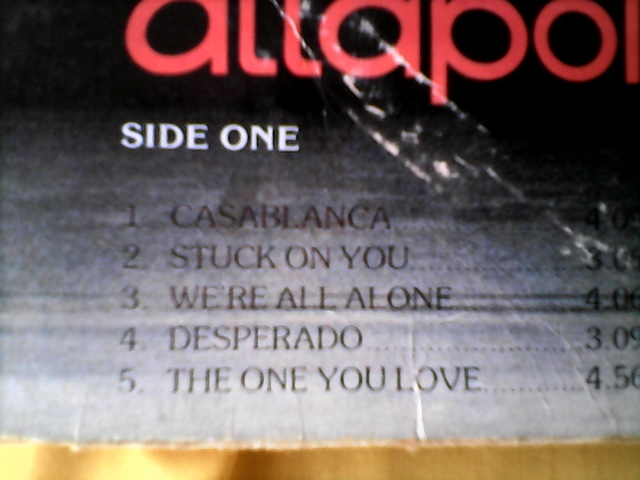 SIDE ONE
1. CASABLANCA
2. STUCK ON YOU
3. WE'RE ALL ALONE
4. DESPERADO 3.09
5. THE ONE YOU LOVE 4.56